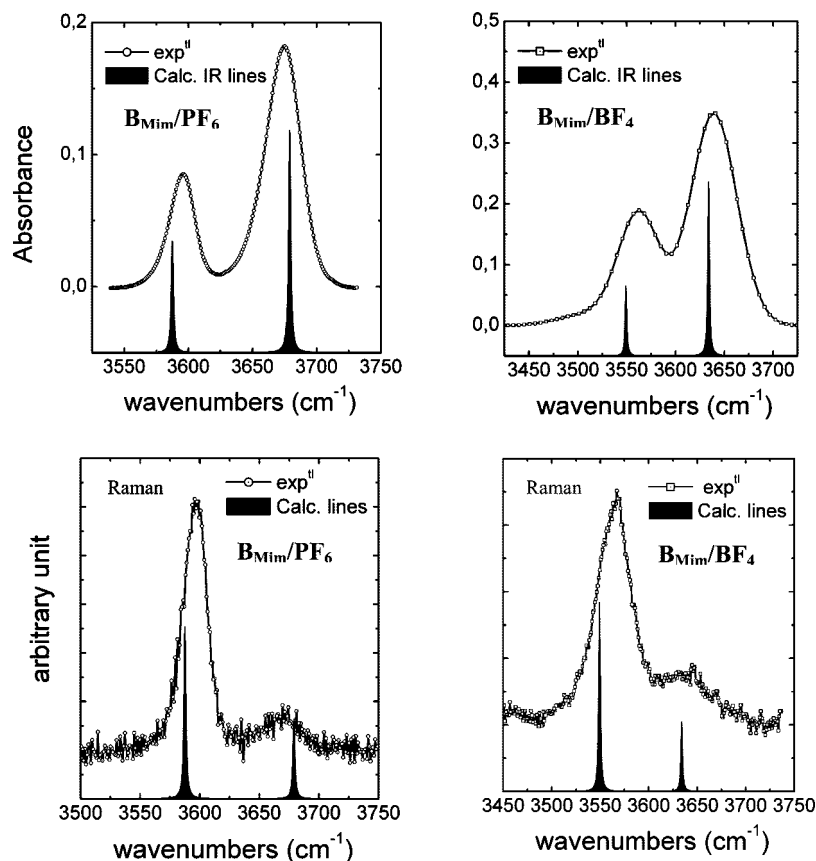 0,2
exp^tl
Calc. IR lines
B_Mim/PF_6
0,1
Absorbance
0,0
3550 3600 3650 3700 3750
wavenumbers (cm^-1)
0,5
exp^tl
Calc. IR lines
0,4
B_Mim/BF_4
0,3
0,2
0,1
0,0
3450 3500 3550 3600 3650 3700
wavenumbers (cm^-1)
Raman
exp^tl
Calc. lines
B_Mim/PF_6
arbitrary unit
3500 3550 3600 3650 3700 3750
wavenumbers (cm^-1)
Raman
exp^tl
Calc. lines
B_Mim/BF_4
3450 3500 3550 3600 3650 3700 3750
wavenumbers (cm^-1)